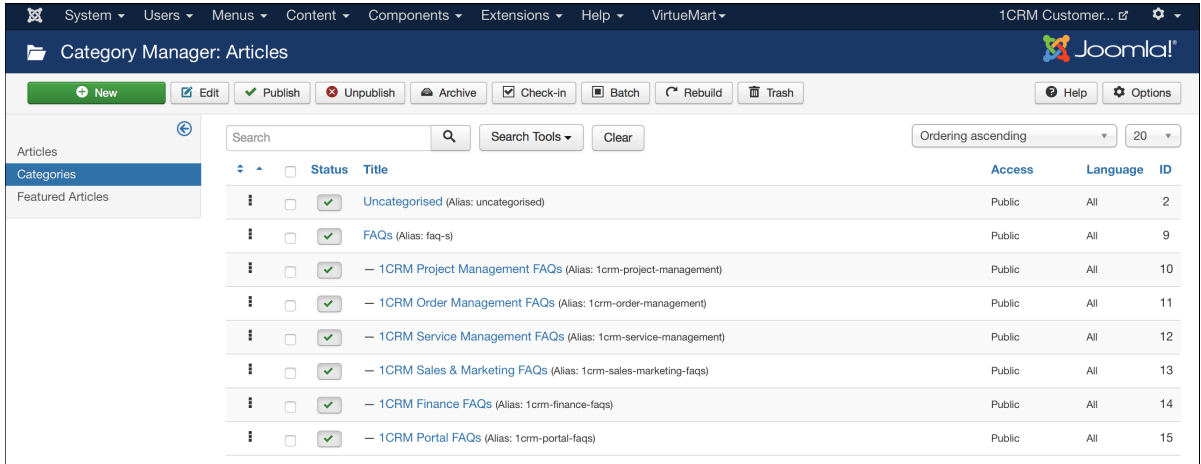 System Users Menus Content Components Extensions Help VirtueMart 1CRM Customer...
Category Manager: Articles Joomla!®
New Edit Publish Unpublish Archive Check-in Batch Rebuild Trash Help Options
Search Search Tools Clear Ordering ascending 20
Articles
Categories
Featured Articles
Status Title Access Language ID
Uncategorised (Alias: uncategorised) Public All 2
FAQs (Alias: faq-s) Public All 9
— 1CRM Project Management FAQs (Alias: 1crm-project-management) Public All 10
— 1CRM Order Management FAQs (Alias: 1crm-order-management) Public All 11
— 1CRM Service Management FAQs (Alias: 1crm-service-management) Public All 12
— 1CRM Sales & Marketing FAQs (Alias: 1crm-sales-marketing-faqs) Public All 13
— 1CRM Finance FAQs (Alias: 1crm-finance-faqs) Public All 14
— 1CRM Portal FAQs (Alias: 1crm-portal-faqs) Public All 15